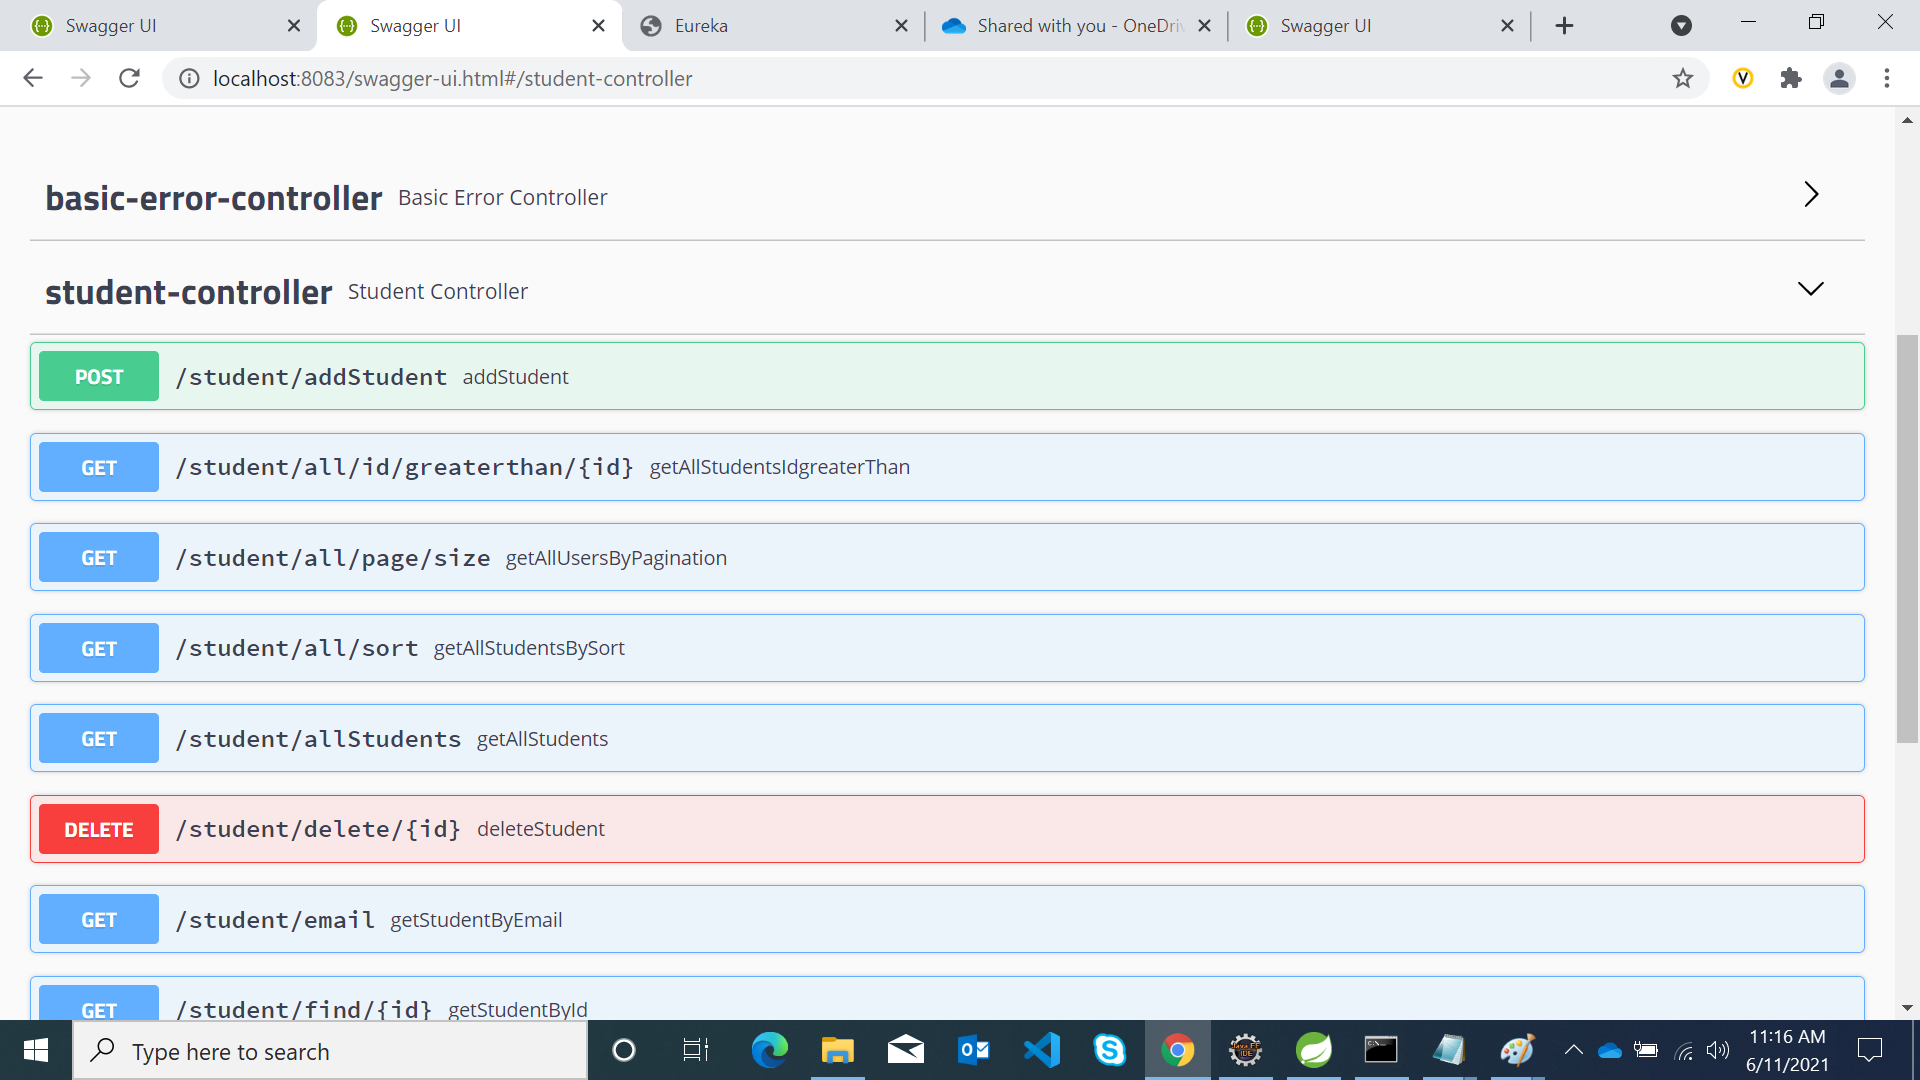 Swagger UI
Swagger UI
Eureka
Shared with you - OneDriv
Swagger UI
localhost:8083/swagger-ui.html#/student-controller
basic-error-controller Basic Error Controller
student-controller Student Controller
POST /student/addStudent addStudent
GET /student/all/id/greaterthan/{id} getAllStudentsIdgreaterThan
GET /student/all/page/size getAllUsersByPagination
GET /student/all/sort getAllStudentsBySort
GET /student/allStudents getAllStudents
DELETE /student/delete/{id} deleteStudent
GET /student/email getStudentByEmail
GET /student/find/{id} getStudentById
Type here to search
11:16 AM
6/11/2021